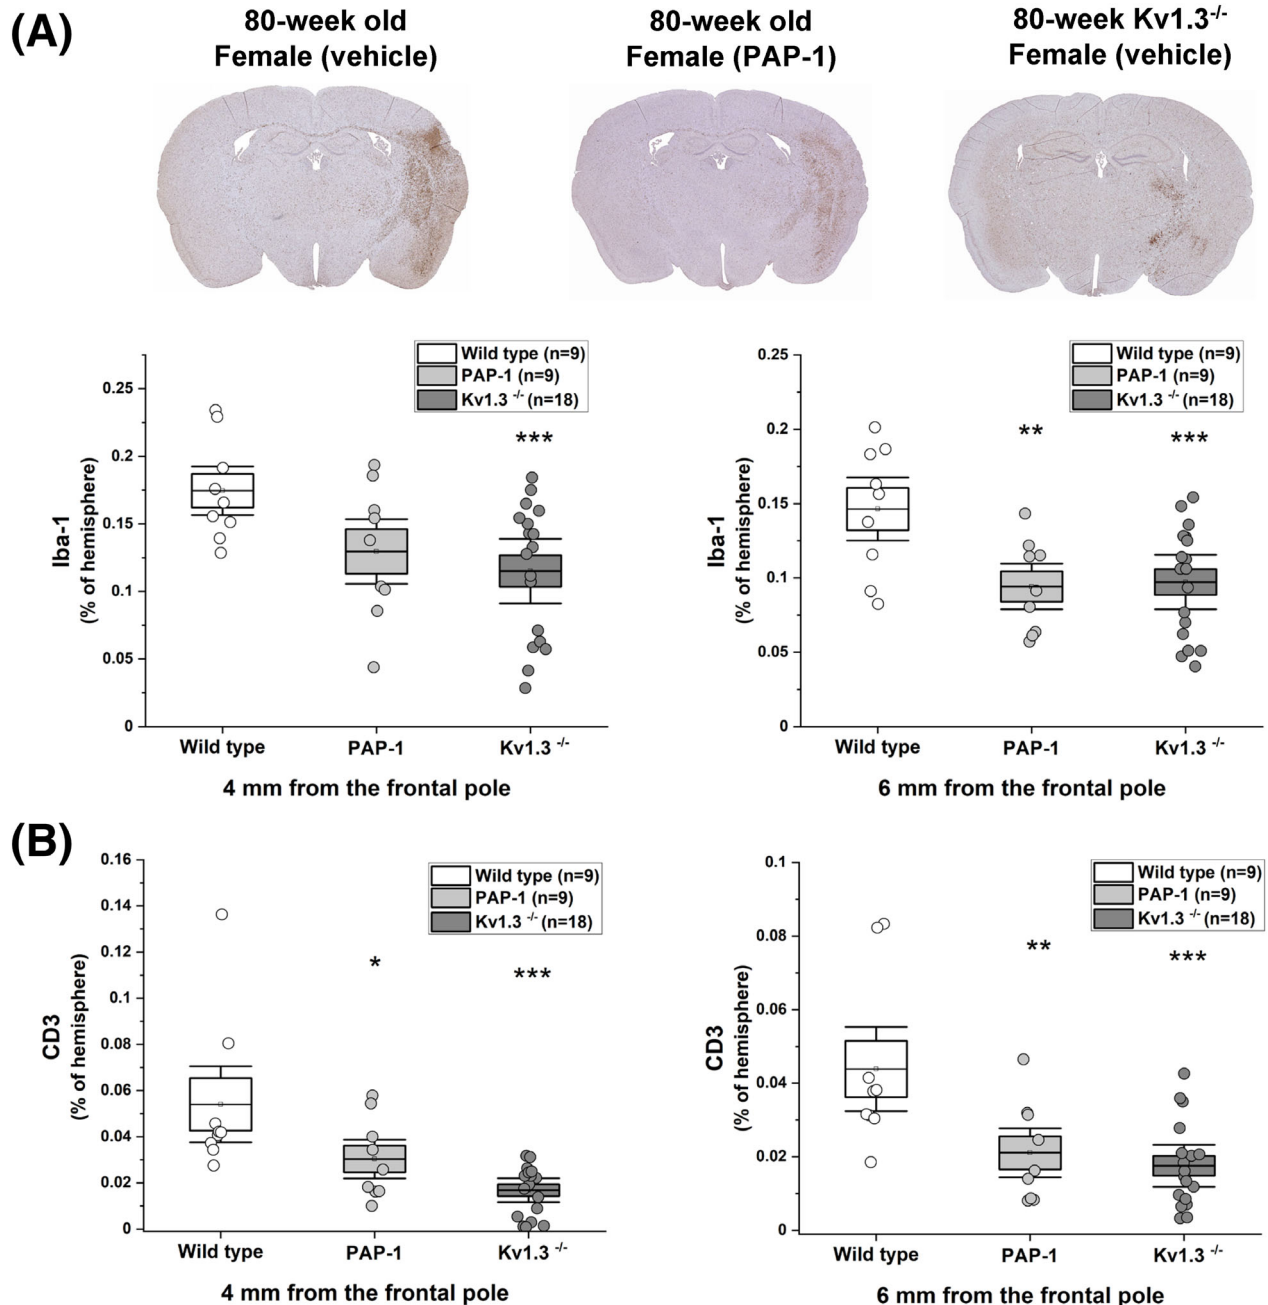 (A)
80-week old
Female (vehicle)
80-week old
Female (PAP-1)
80-week Kv1.3-/-
Female (vehicle)
Iba-1
(% of hemisphere)
0.25
0.2
0.15
0.1
0.05
0
Wild type (n=9)
PAP-1 (n=9)
Kv1.3 -/- (n=18)
***
Wild type
PAP-1
Kv1.3 -/-
4 mm from the frontal pole
Iba-1
(% of hemisphere)
0.25
0.2
0.15
0.1
0.05
0
Wild type (n=9)
PAP-1 (n=9)
Kv1.3 -/- (n=18)
**
***
Wild type
PAP-1
Kv1.3 -/-
6 mm from the frontal pole
(B)
CD3
(% of hemisphere)
0.16
0.14
0.12
0.1
0.08
0.06
0.04
0.02
0
Wild type (n=9)
PAP-1 (n=9)
Kv1.3 -/- (n=18)
*
***
Wild type
PAP-1
Kv1.3 -/-
4 mm from the frontal pole
CD3
(% of hemisphere)
0.1
0.08
0.06
0.04
0.02
0
Wild type (n=9)
PAP-1 (n=9)
Kv1.3 -/- (n=18)
**
***
Wild type
PAP-1
Kv1.3 -/-
6 mm from the frontal pole